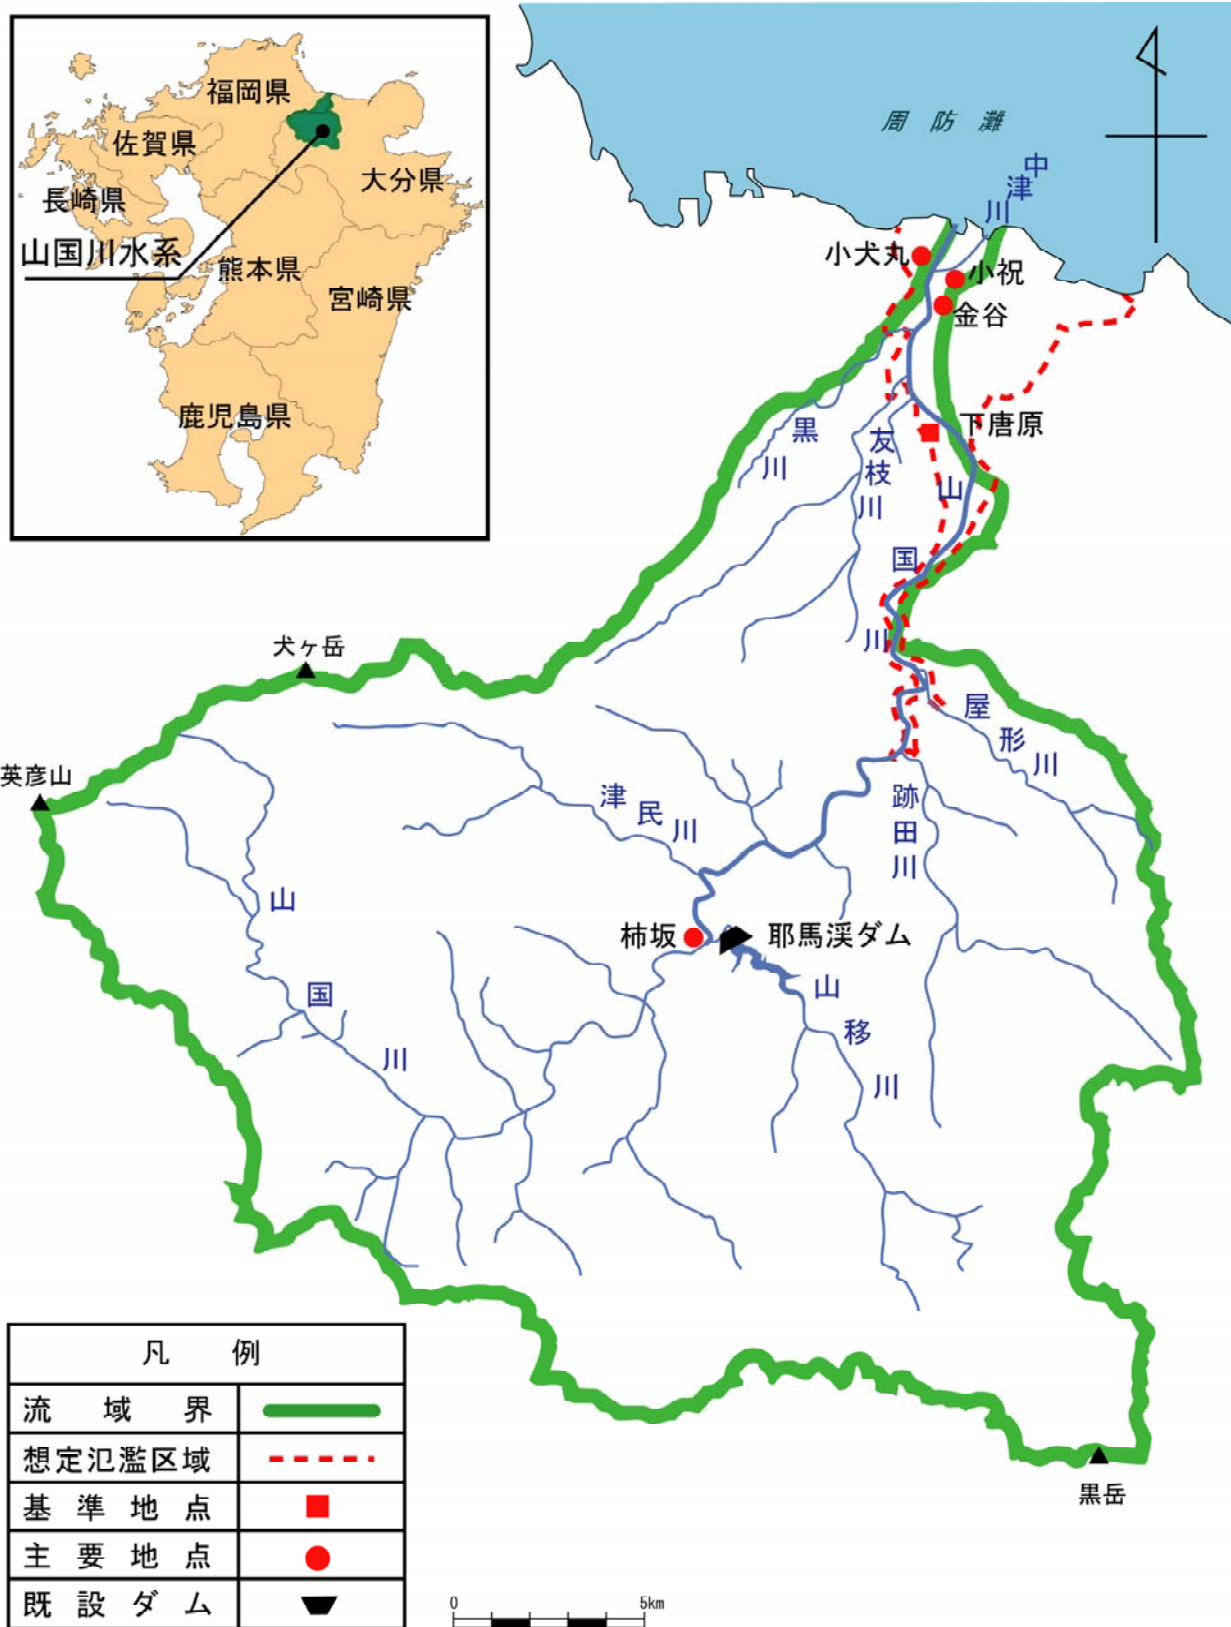 福岡県
佐賀県
長崎県
大分県
山国川水系
熊本県
宮崎県
鹿児島県
周防灘
中津川
小犬丸
小祝
金谷
下唐原
黒川
友枝川
山国川
犬ヶ岳
英彦山
屋形川
跡田川
津民川
山国川
柿坂
耶馬渓ダム
山移川
黒岳
凡例
流域界
想定氾濫区域
基準地点
主要地点
既設ダム
0 5km